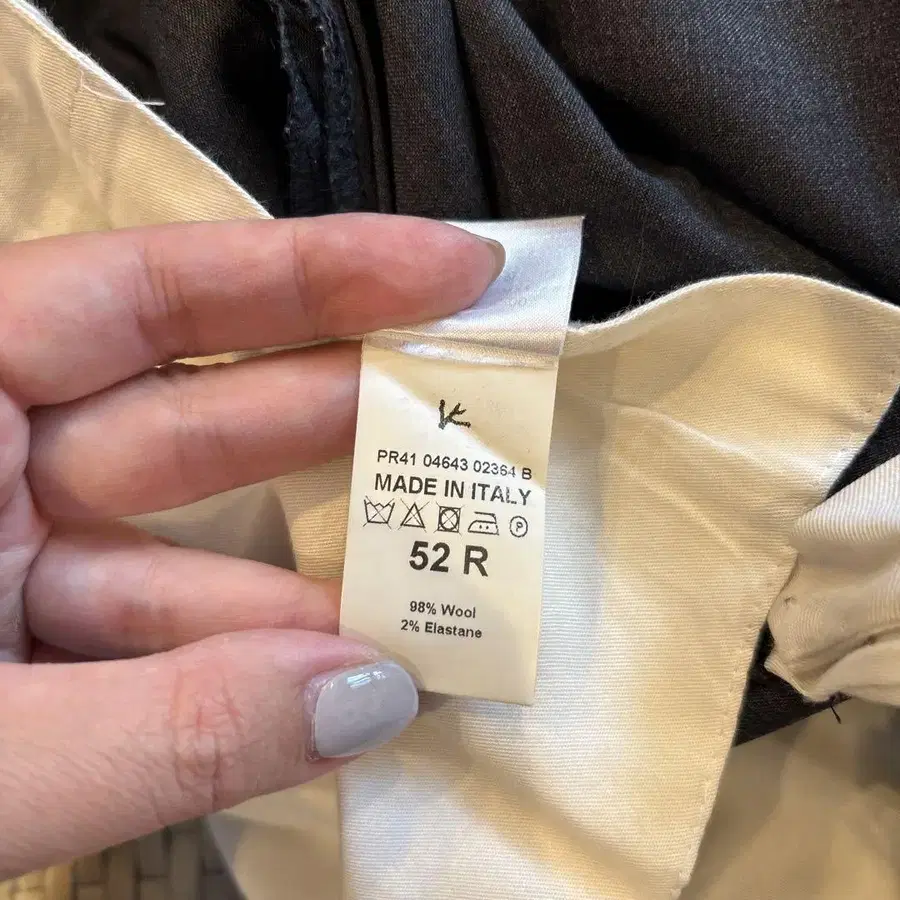 PR41 04643 02364 B
MADE IN ITALY
P
52 R
98% Wool
2% Elastane